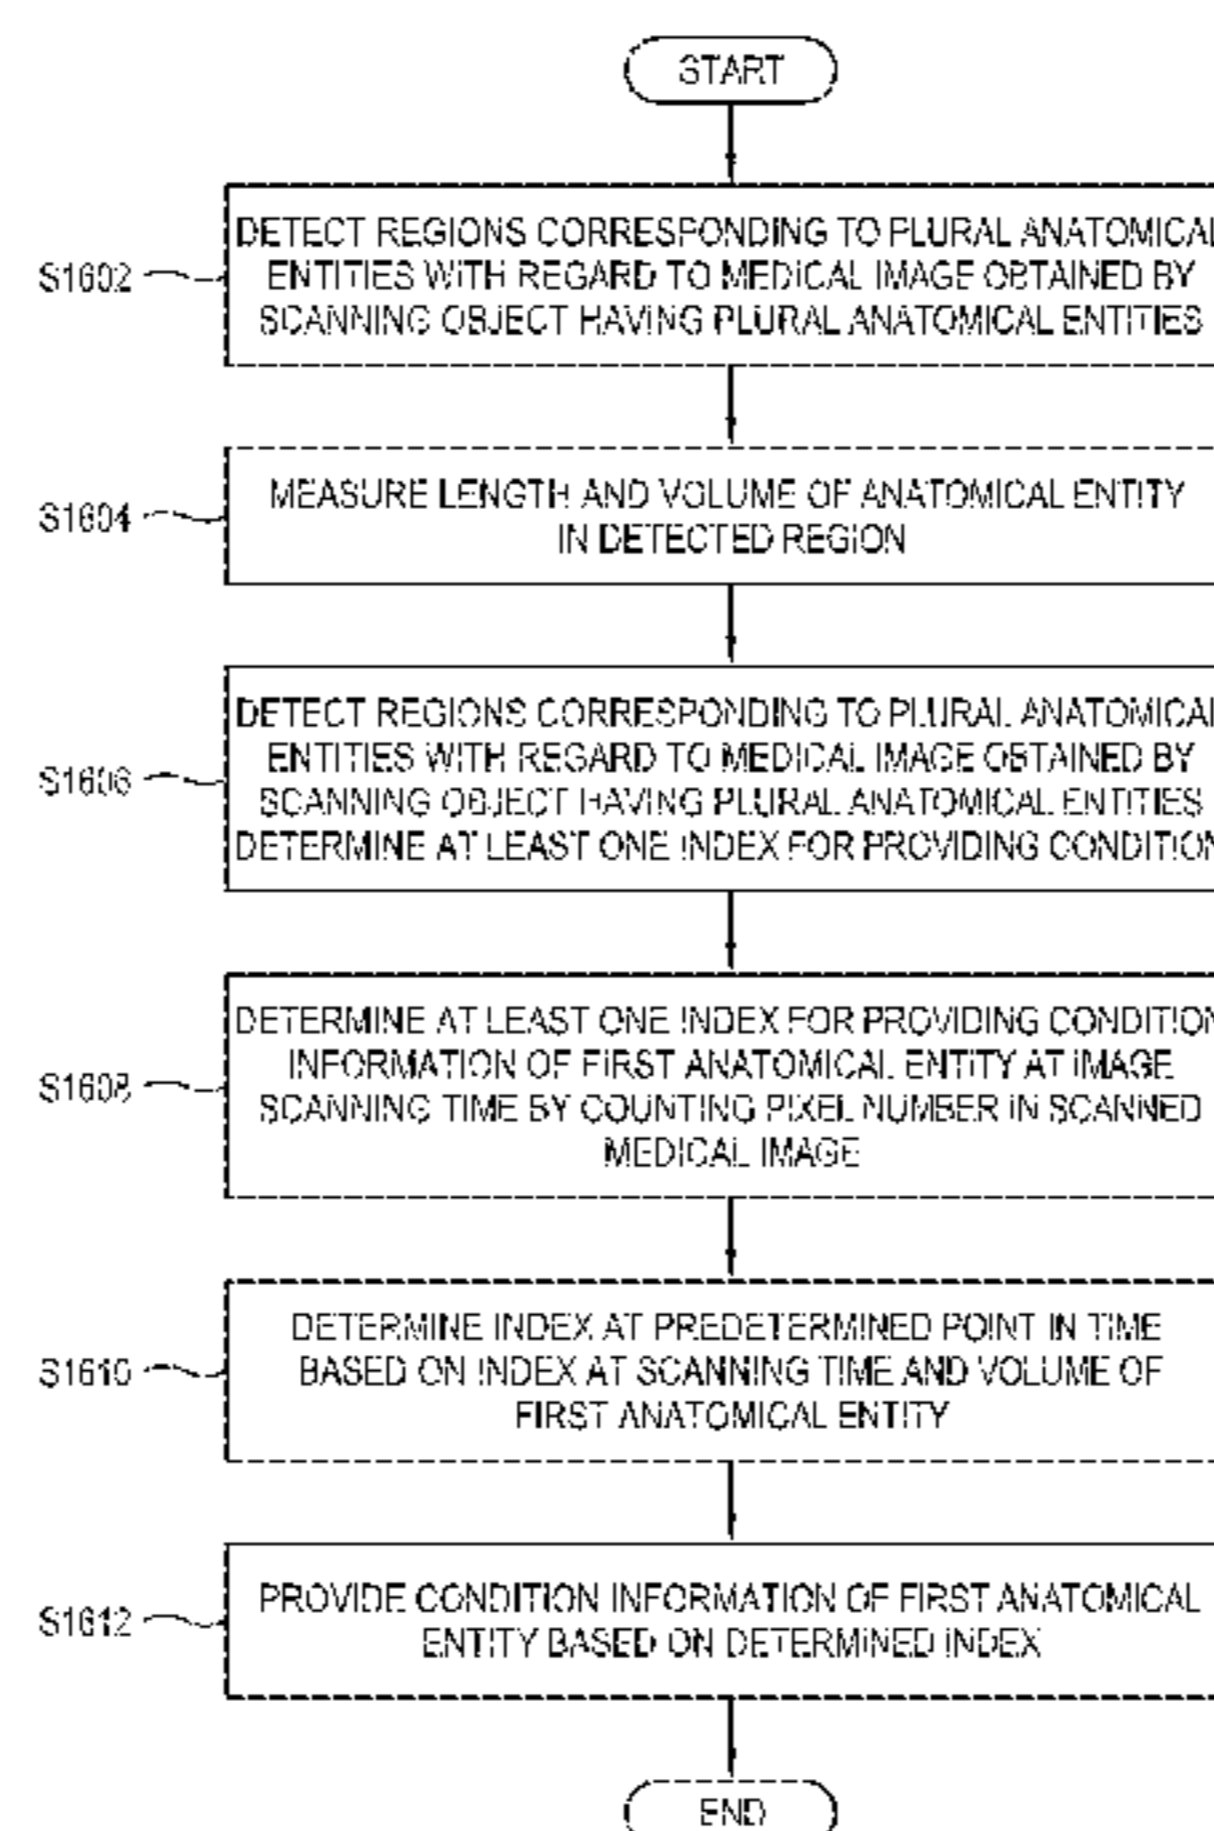 START
S1602
DETECT REGIONS CORRESPONDING TO PLURAL ANATOMICAL
ENTITIES WITH REGARD TO MEDICAL IMAGE OBTAINED BY
SCANNING OBJECT HAVING PLURAL ANATOMICAL ENTITIES
S1604
MEASURE LENGTH AND VOLUME OF ANATOMICAL ENTITY
IN DETECTED REGION
S1606
DETECT REGIONS CORRESPONDING TO PLURAL ANATOMICAL
ENTITIES WITH REGARD TO MEDICAL IMAGE OBTAINED BY
SCANNING OBJECT HAVING PLURAL ANATOMICAL ENTITIES
DETERMINE AT LEAST ONE INDEX FOR PROVIDING CONDITION
S1608
DETERMINE AT LEAST ONE INDEX FOR PROVIDING CONDITION
INFORMATION OF FIRST ANATOMICAL ENTITY AT IMAGE
SCANNING TIME BY COUNTING PIXEL NUMBER IN SCANNED
MEDICAL IMAGE
S1610
DETERMINE INDEX AT PREDETERMINED POINT IN TIME
BASED ON INDEX AT SCANNING TIME AND VOLUME OF
FIRST ANATOMICAL ENTITY
S1612
PROVIDE CONDITION INFORMATION OF FIRST ANATOMICAL
ENTITY BASED ON DETERMINED INDEX
END